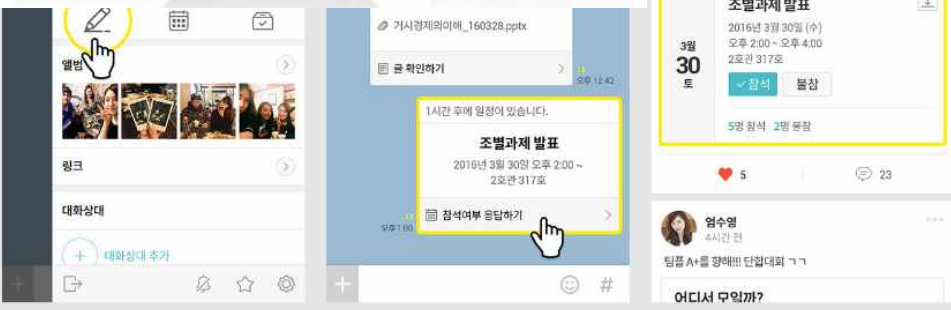 앨범
링크
대화상대
대화상대 추가
거시경제의이해_160328.pptx
글 확인하기
오후 12:42
1시간 후에 일정이 있습니다.
조별과제 발표
2016년 3월 30일 오후 2:00 ~
2호관 317호
참석여부 응답하기
오후 1:00
#
조별과제 발표
2016년 3월 30일 (수)
오후 2:00 ~ 오후 4:00
2호관 317호
3월
30
토
참석
불참
5명 참석 2명 불참
5
23
엄수영
4시간 전
팀플 A+를 향해!!! 단합대회 ㄱㄱ
어디서 모일까?